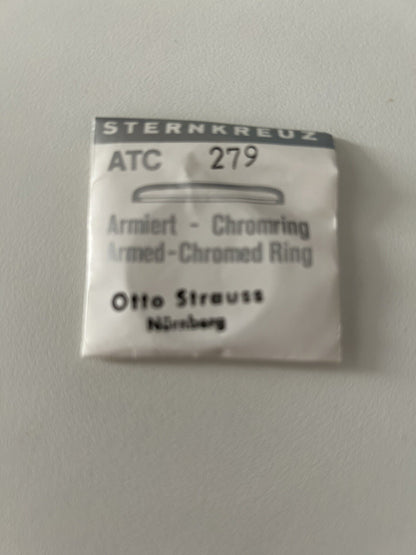 STERNKREUZ
ATC 279
Armiert - Chromring
Armed-Chromed Ring
Otto Strauss
Nürnberg